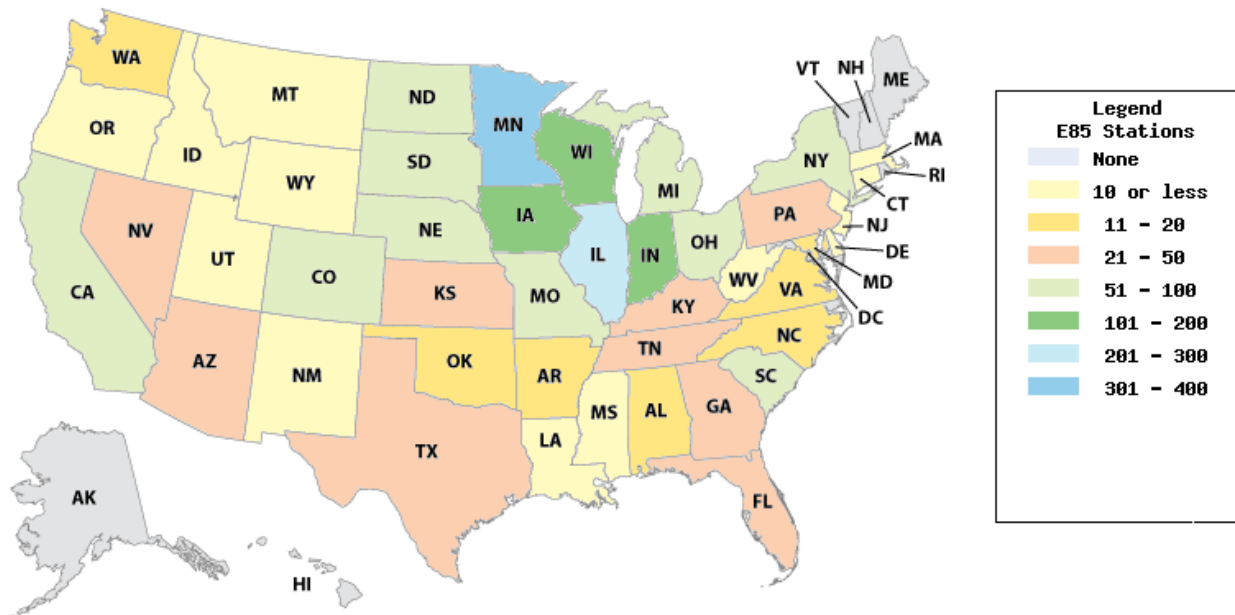 WA
MT
ND
MN
VT
NH
ME
OR
ID
WY
SD
WI
MI
NY
MA
RI
CT
NV
UT
CO
NE
IA
IL
IN
OH
PA
NJ
DE
MD
DC
CA
KS
MO
KY
WV
VA
AZ
NM
OK
AR
TN
NC
SC
TX
LA
MS
AL
GA
FL
AK
HI
Legend
E85 Stations
None
10 or less
11 - 20
21 - 50
51 - 100
101 - 200
201 - 300
301 - 400